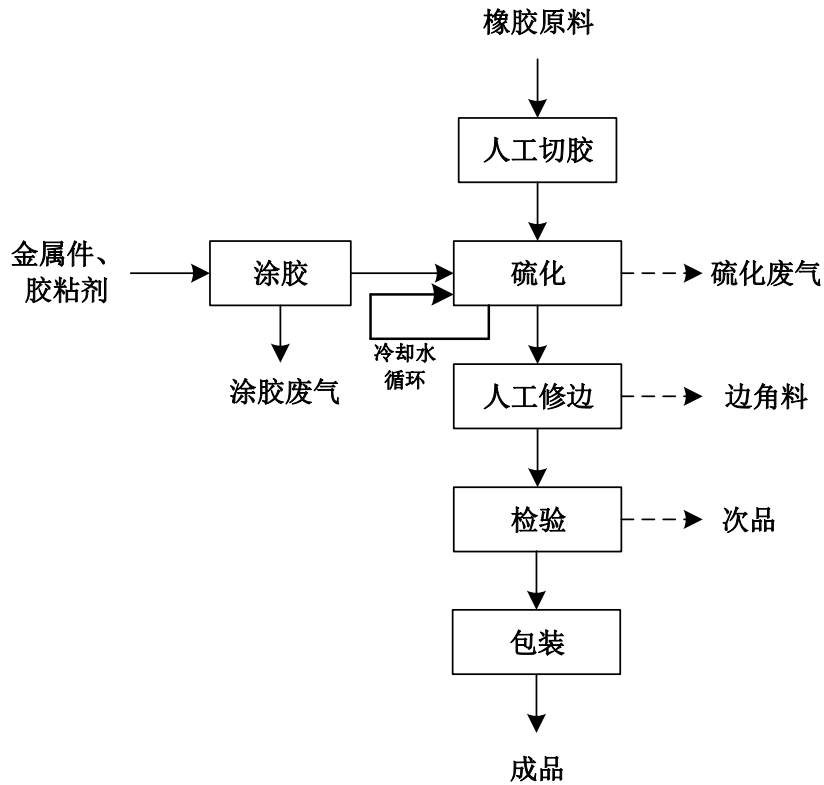 橡胶原料
人工切胶
金属件、
胶粘剂
涂胶
硫化
硫化废气
冷却水
循环
涂胶废气
人工修边
边角料
检验
次品
包装
成品